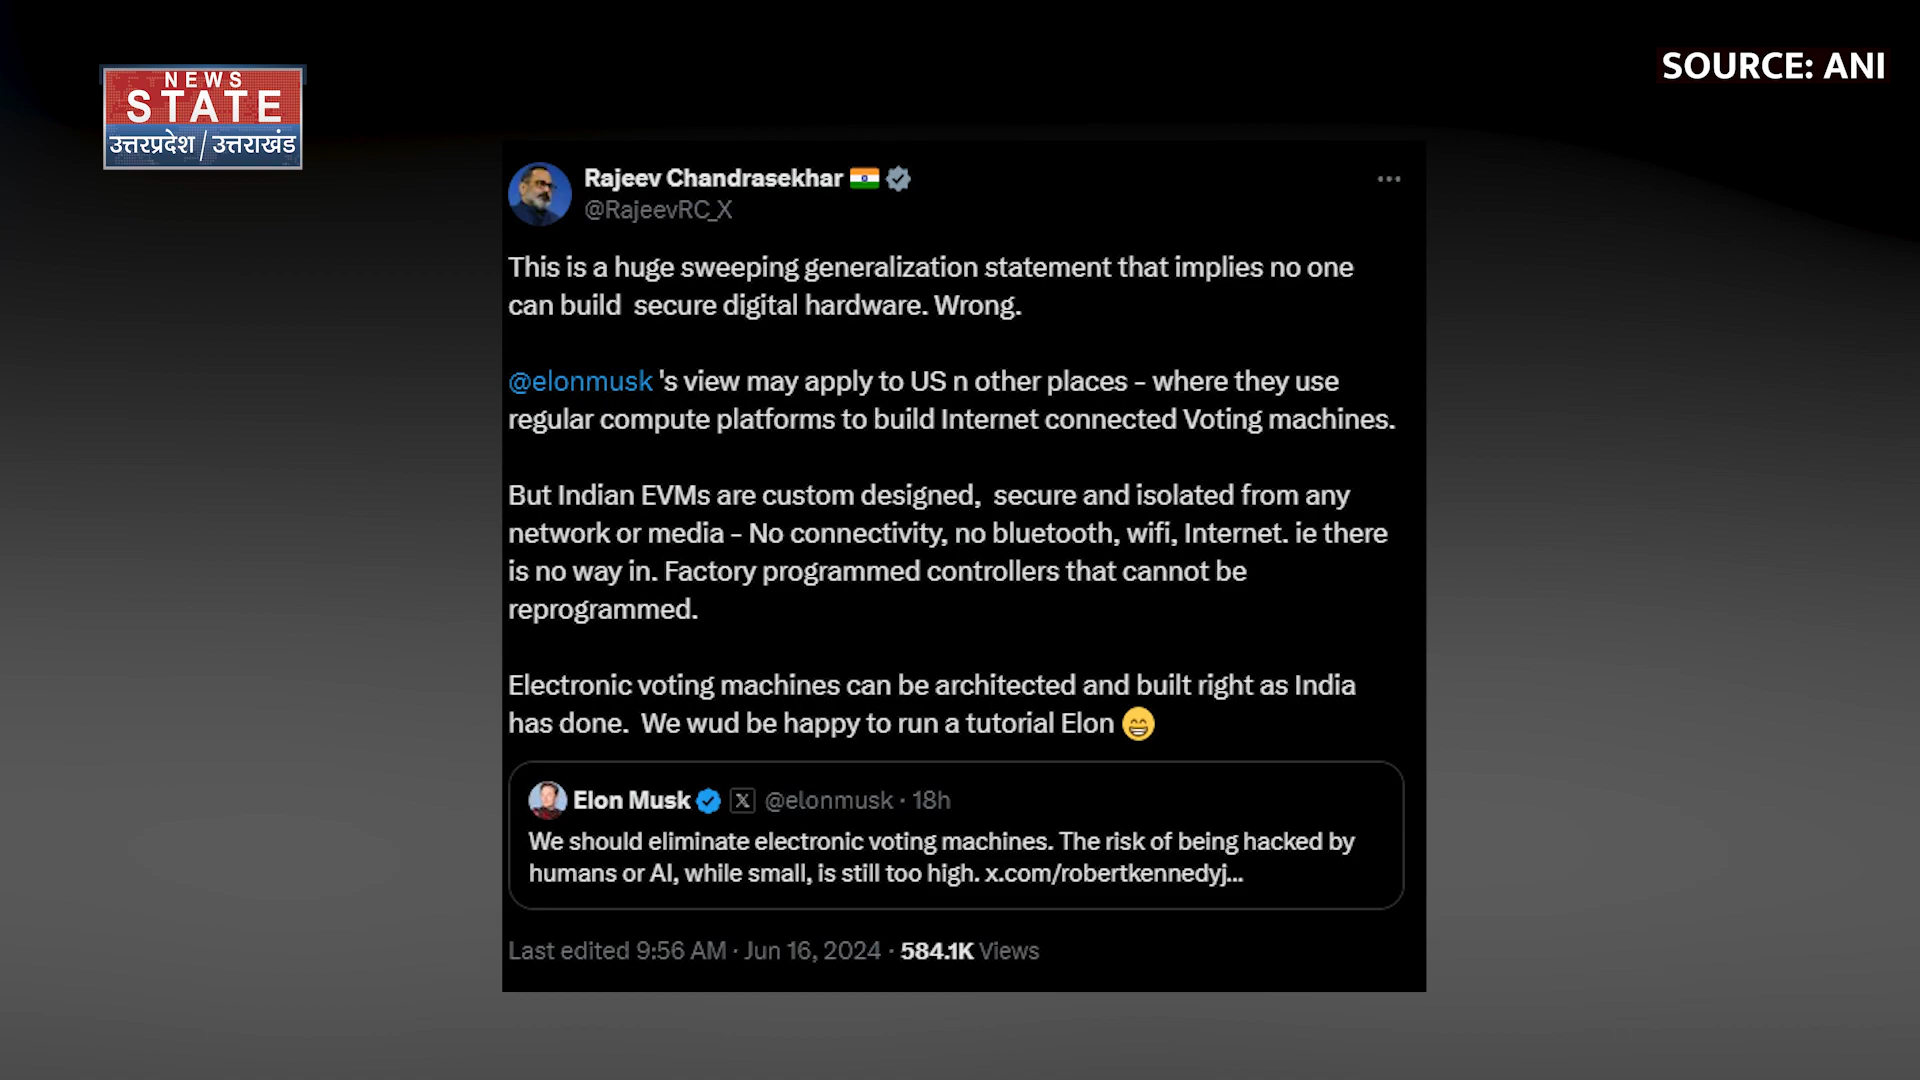 NEWS
STATE
उत्तरप्रदेश / उत्तराखंड
SOURCE: ANI
Rajeev Chandrasekhar
@RajeevRC_X
This is a huge sweeping generalization statement that implies no one
can build  secure digital hardware. Wrong.
@elonmusk 's view may apply to US n other places – where they use
regular compute platforms to build Internet connected Voting machines.
But Indian EVMs are custom designed,  secure and isolated from any
network or media – No connectivity, no bluetooth, wifi, Internet. ie there
is no way in. Factory programmed controllers that cannot be
reprogrammed.
Electronic voting machines can be architected and built right as India
has done.  We wud be happy to run a tutorial Elon 😁
Elon Musk X @elonmusk · 18h
We should eliminate electronic voting machines. The risk of being hacked by
humans or AI, while small, is still too high. x.com/robertkennedyj...
Last edited 9:56 AM · Jun 16, 2024 · 584.1K Views